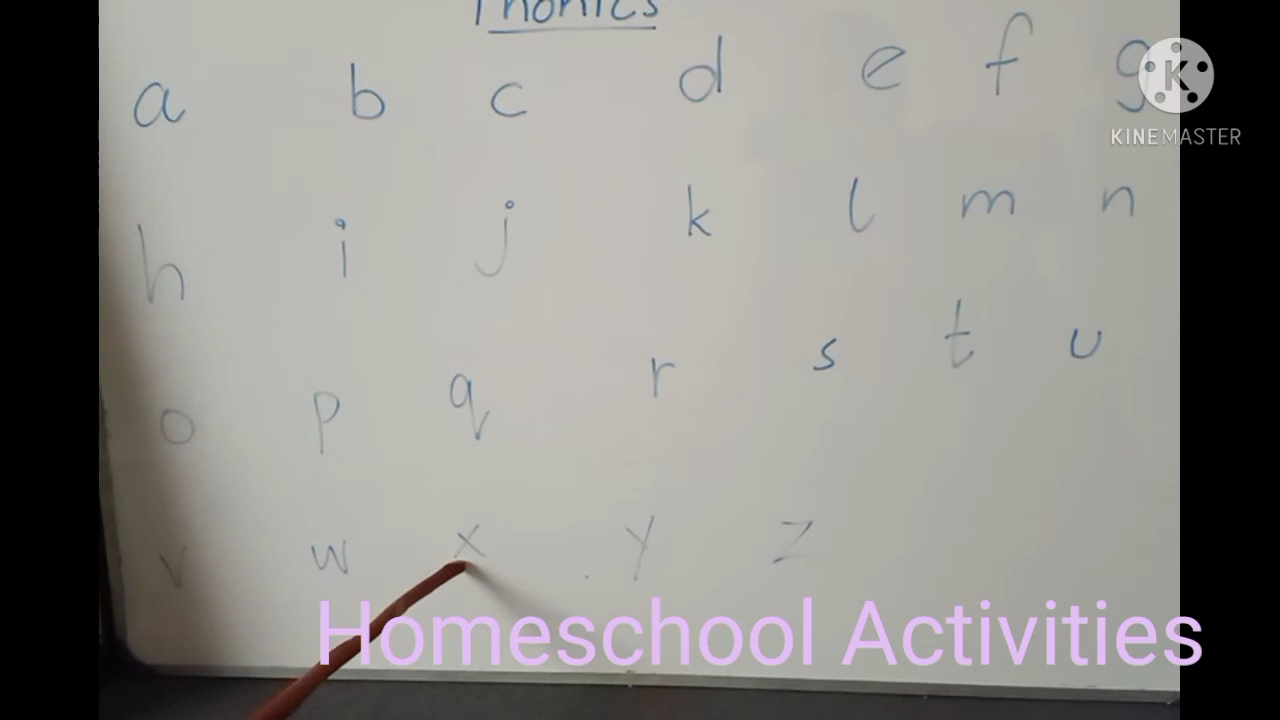 Phonics
a b c d e f g
K
KINEMASTER
h i j k l m n
o p q r s t u
v w x y z
Homeschool Activities